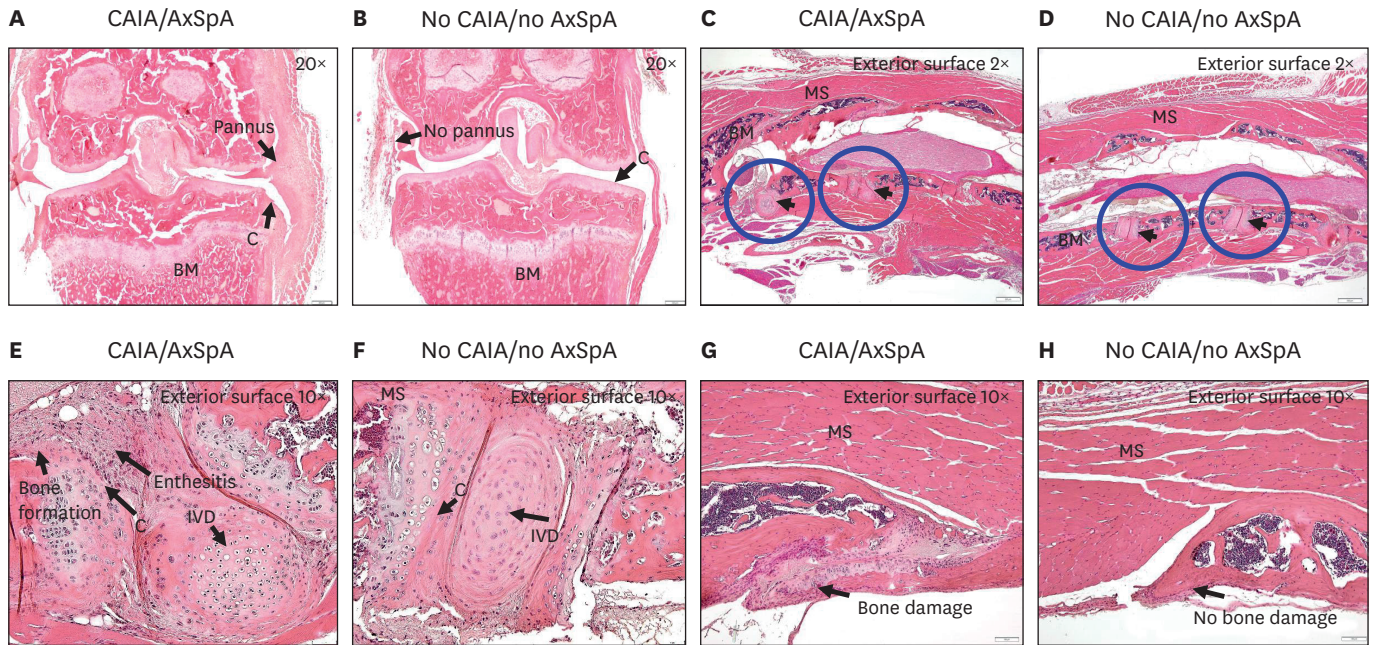 A CAIA/AxSpA
20×
Pannus
C
BM
B No CAIA/no AxSpA
20×
No pannus
C
BM
C CAIA/AxSpA
Exterior surface 2×
MS
BM
D No CAIA/no AxSpA
Exterior surface 2×
MS
BM
E CAIA/AxSpA
Exterior surface 10×
Bone
formation
Enthesitis
C
IVD
F No CAIA/no AxSpA
MS
Exterior surface 10×
C
IVD
G CAIA/AxSpA
Exterior surface 10×
MS
Bone damage
H No CAIA/no AxSpA
Exterior surface 10×
MS
No bone damage